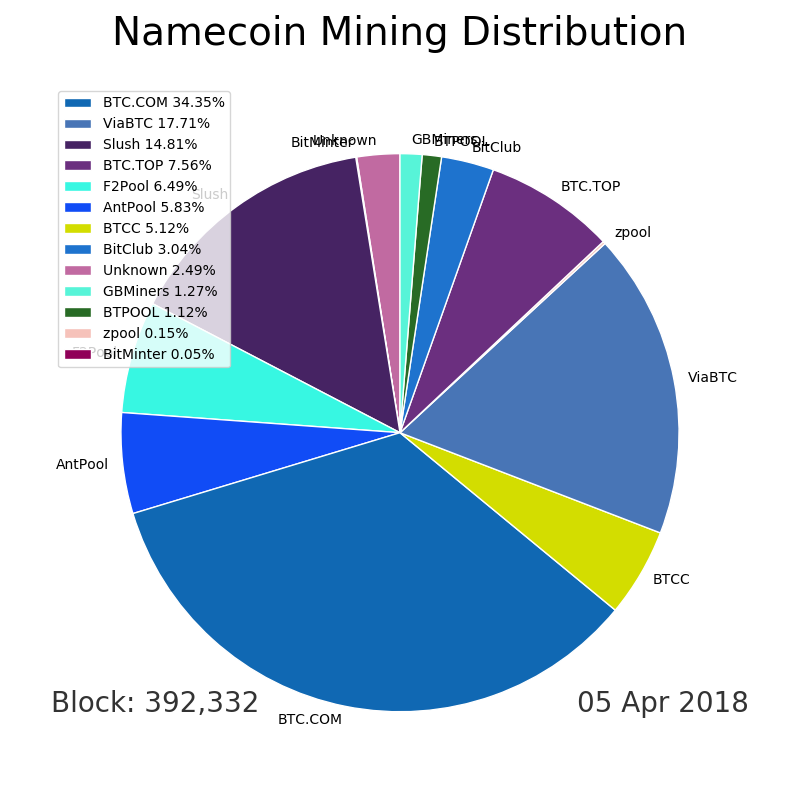 Namecoin Mining Distribution
BTC.COM 34.35%
ViaBTC 17.71%
Slush 14.81%
BTC.TOP 7.56%
F2Pool 6.49%
AntPool 5.83%
BTCC 5.12%
BitClub 3.04%
Unknown 2.49%
GBMiners 1.27%
BTPOOL 1.12%
zpool 0.15%
BitMinter 0.05%
BitMinter
Unknown
GBMiners
BTPOOL
BitClub
BTC.TOP
Slush
zpool
F2Pool
ViaBTC
AntPool
BTCC
BTC.COM
Block: 392,332
05 Apr 2018